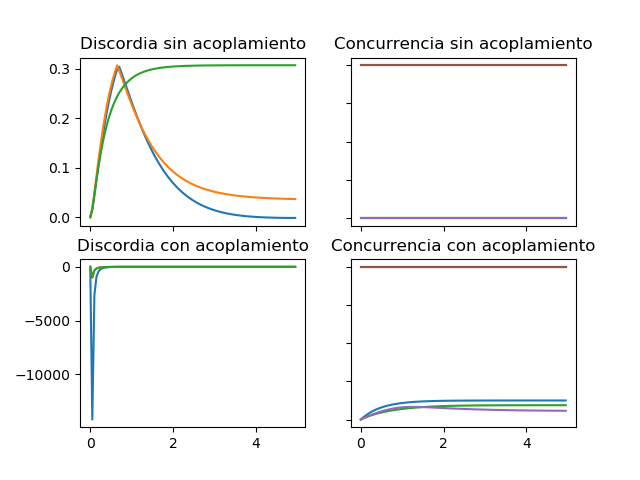 Discordia sin acoplamiento
Concurrencia sin acoplamiento
0.3
0.2
0.1
0.0
Discordia con acoplamiento
Concurrencia con acoplamiento
0
−5000
−10000
0 2 4
0 2 4